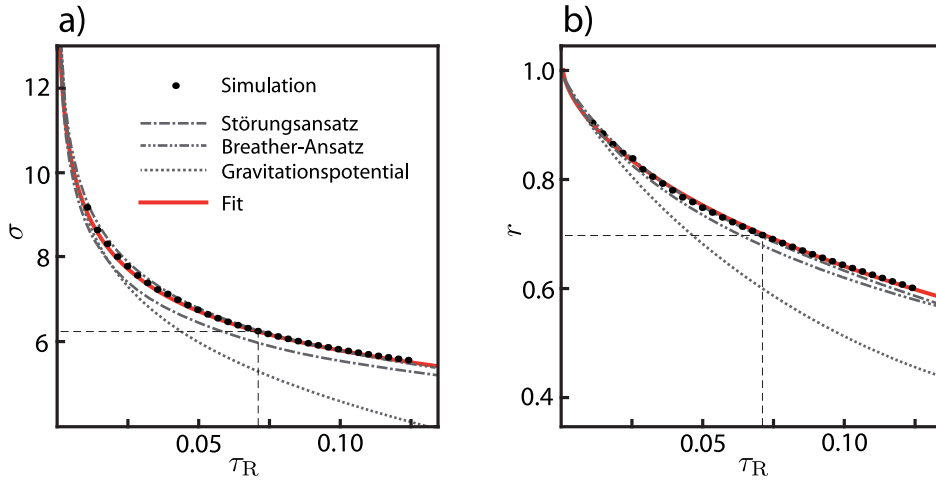 a)
12
10
8
6
σ
Simulation
Störungsansatz
Breather-Ansatz
Gravitationspotential
Fit
0.05
0.10
τR
b)
1.0
0.8
0.6
0.4
r
0.05
0.10
τR